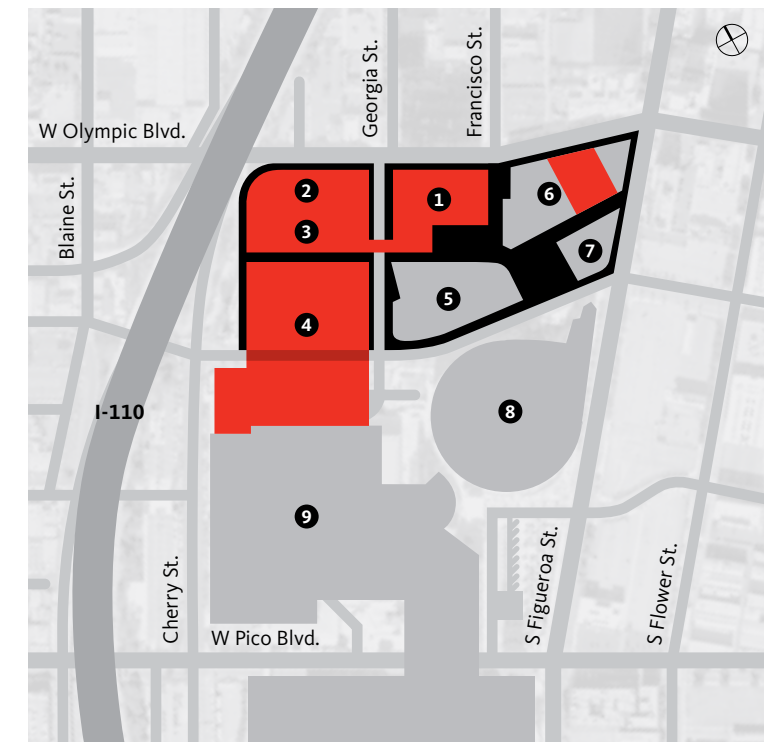 Georgia St.
Francisco St.
W Olympic Blvd.
Blaine St.
2
1
6
3
7
5
4
I-110
8
9
Cherry St.
W Pico Blvd.
S Figueroa St.
S Flower St.